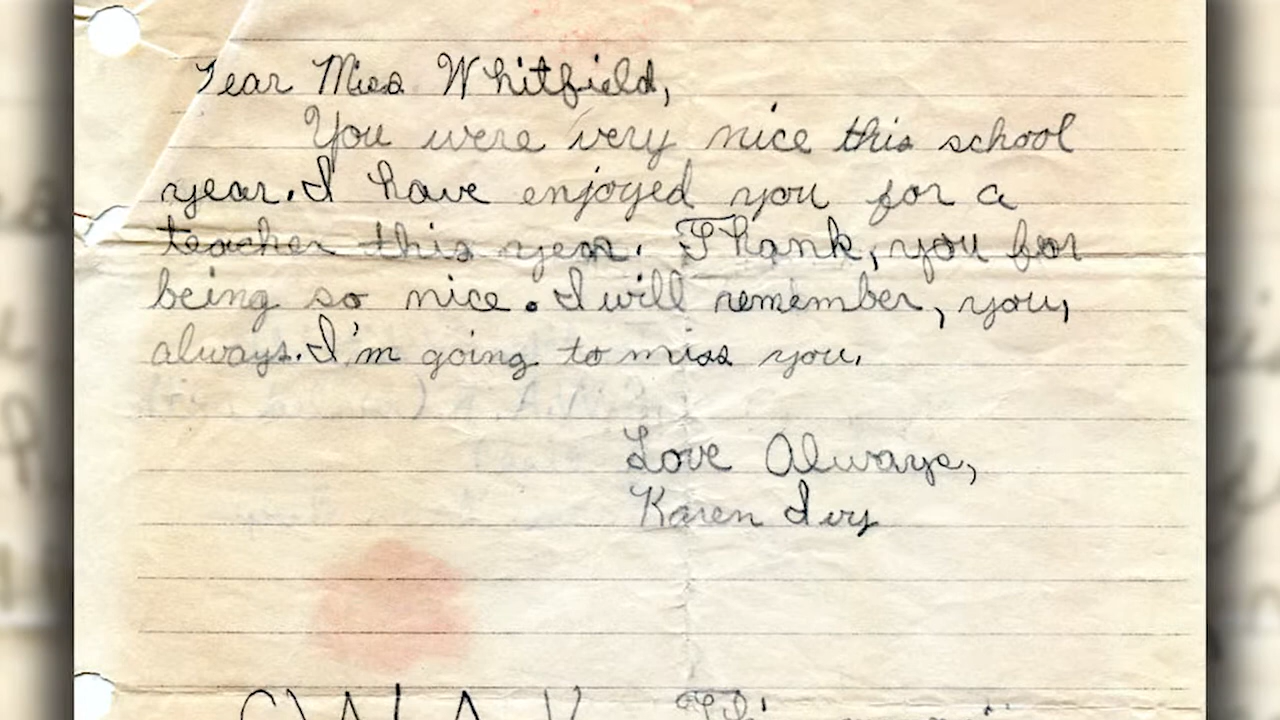 Dear Miss Whitfield,
You were very nice this school
year. I have enjoyed you for a
teacher this year. Thank, you for
being so nice. I will remember, you,
always. I'm going to miss you.
Love Always,
Karen Ivy